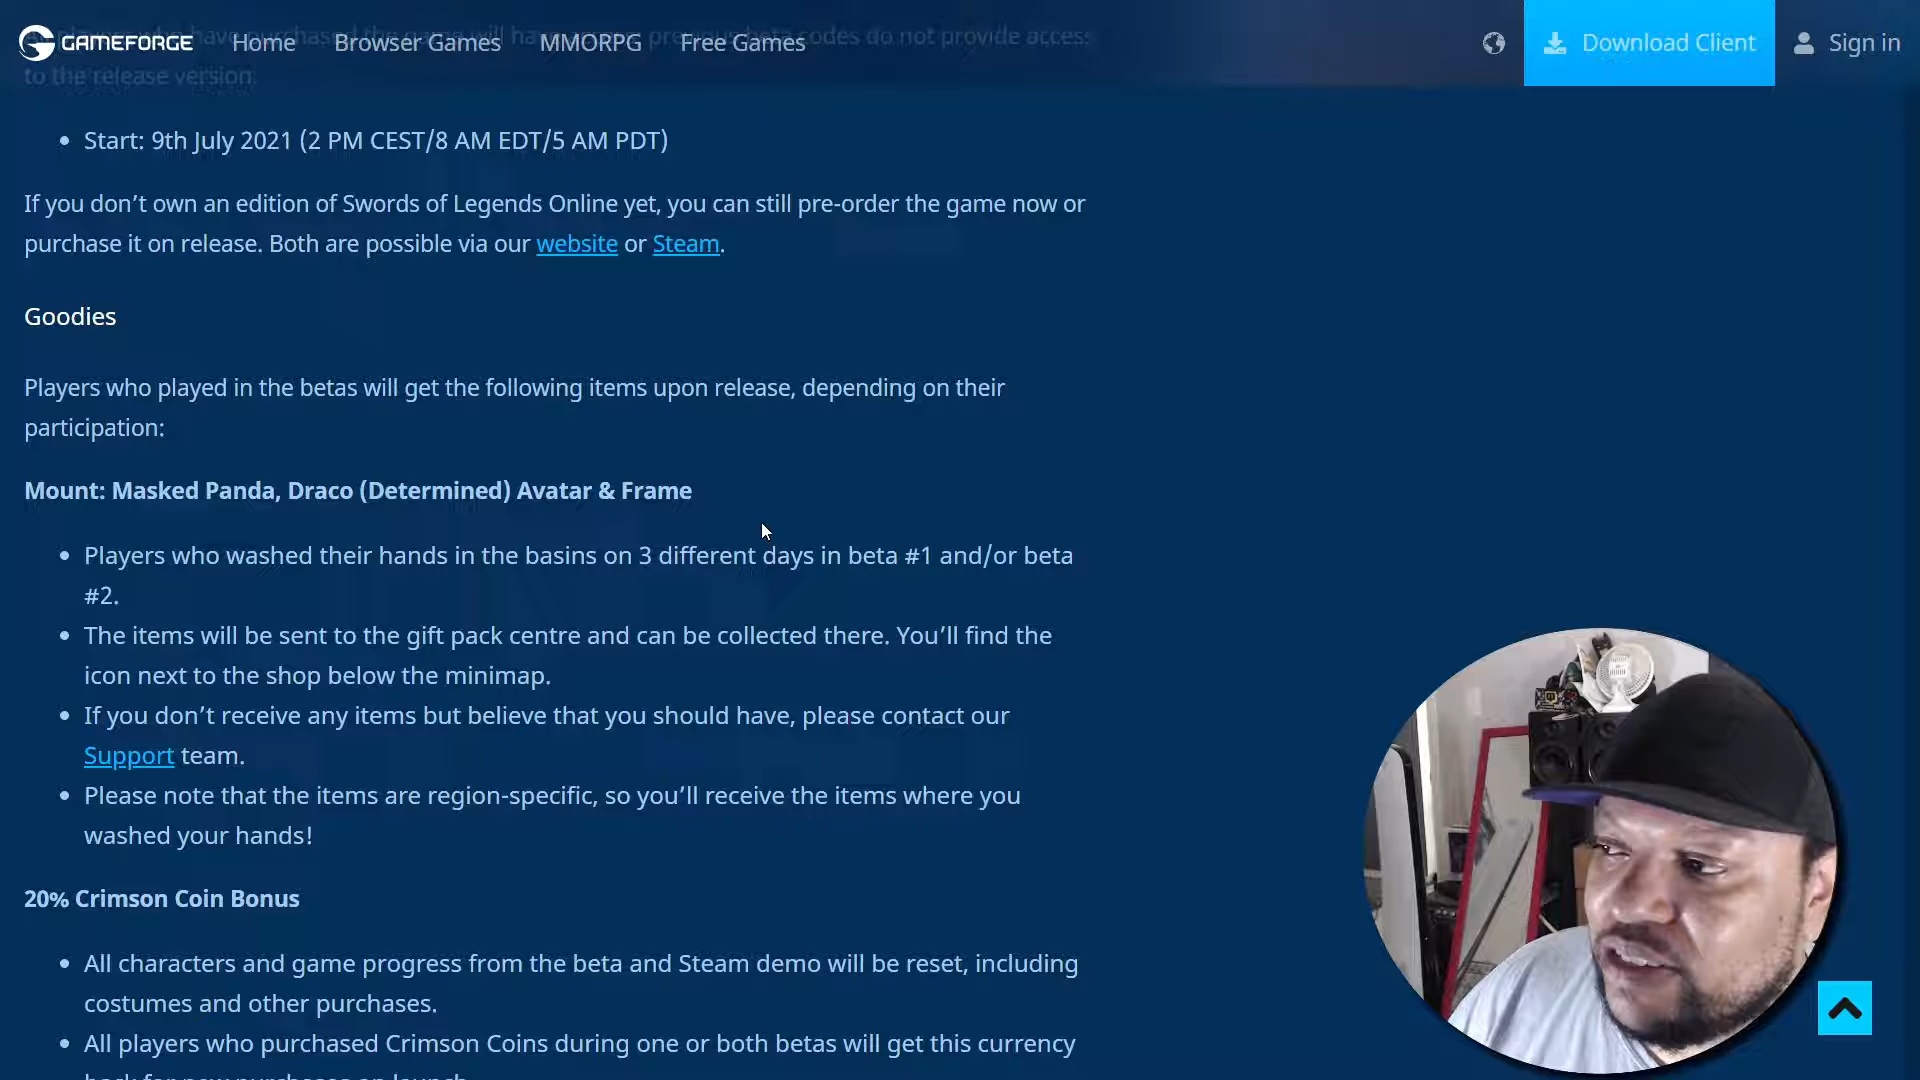 GAMEFORGE Home Browser Games MMORPG Free Games Download Client Sign in
to the release version.
• Start: 9th July 2021 (2 PM CEST/8 AM EDT/5 AM PDT)
If you don’t own an edition of Swords of Legends Online yet, you can still pre-order the game now or
purchase it on release. Both are possible via our website or Steam.
Goodies
Players who played in the betas will get the following items upon release, depending on their
participation:
Mount: Masked Panda, Draco (Determined) Avatar & Frame
• Players who washed their hands in the basins on 3 different days in beta #1 and/or beta
#2.
• The items will be sent to the gift pack centre and can be collected there. You’ll find the
icon next to the shop below the minimap.
• If you don’t receive any items but believe that you should have, please contact our
Support team.
• Please note that the items are region-specific, so you’ll receive the items where you
washed your hands!
20% Crimson Coin Bonus
• All characters and game progress from the beta and Steam demo will be reset, including
costumes and other purchases.
• All players who purchased Crimson Coins during one or both betas will get this currency